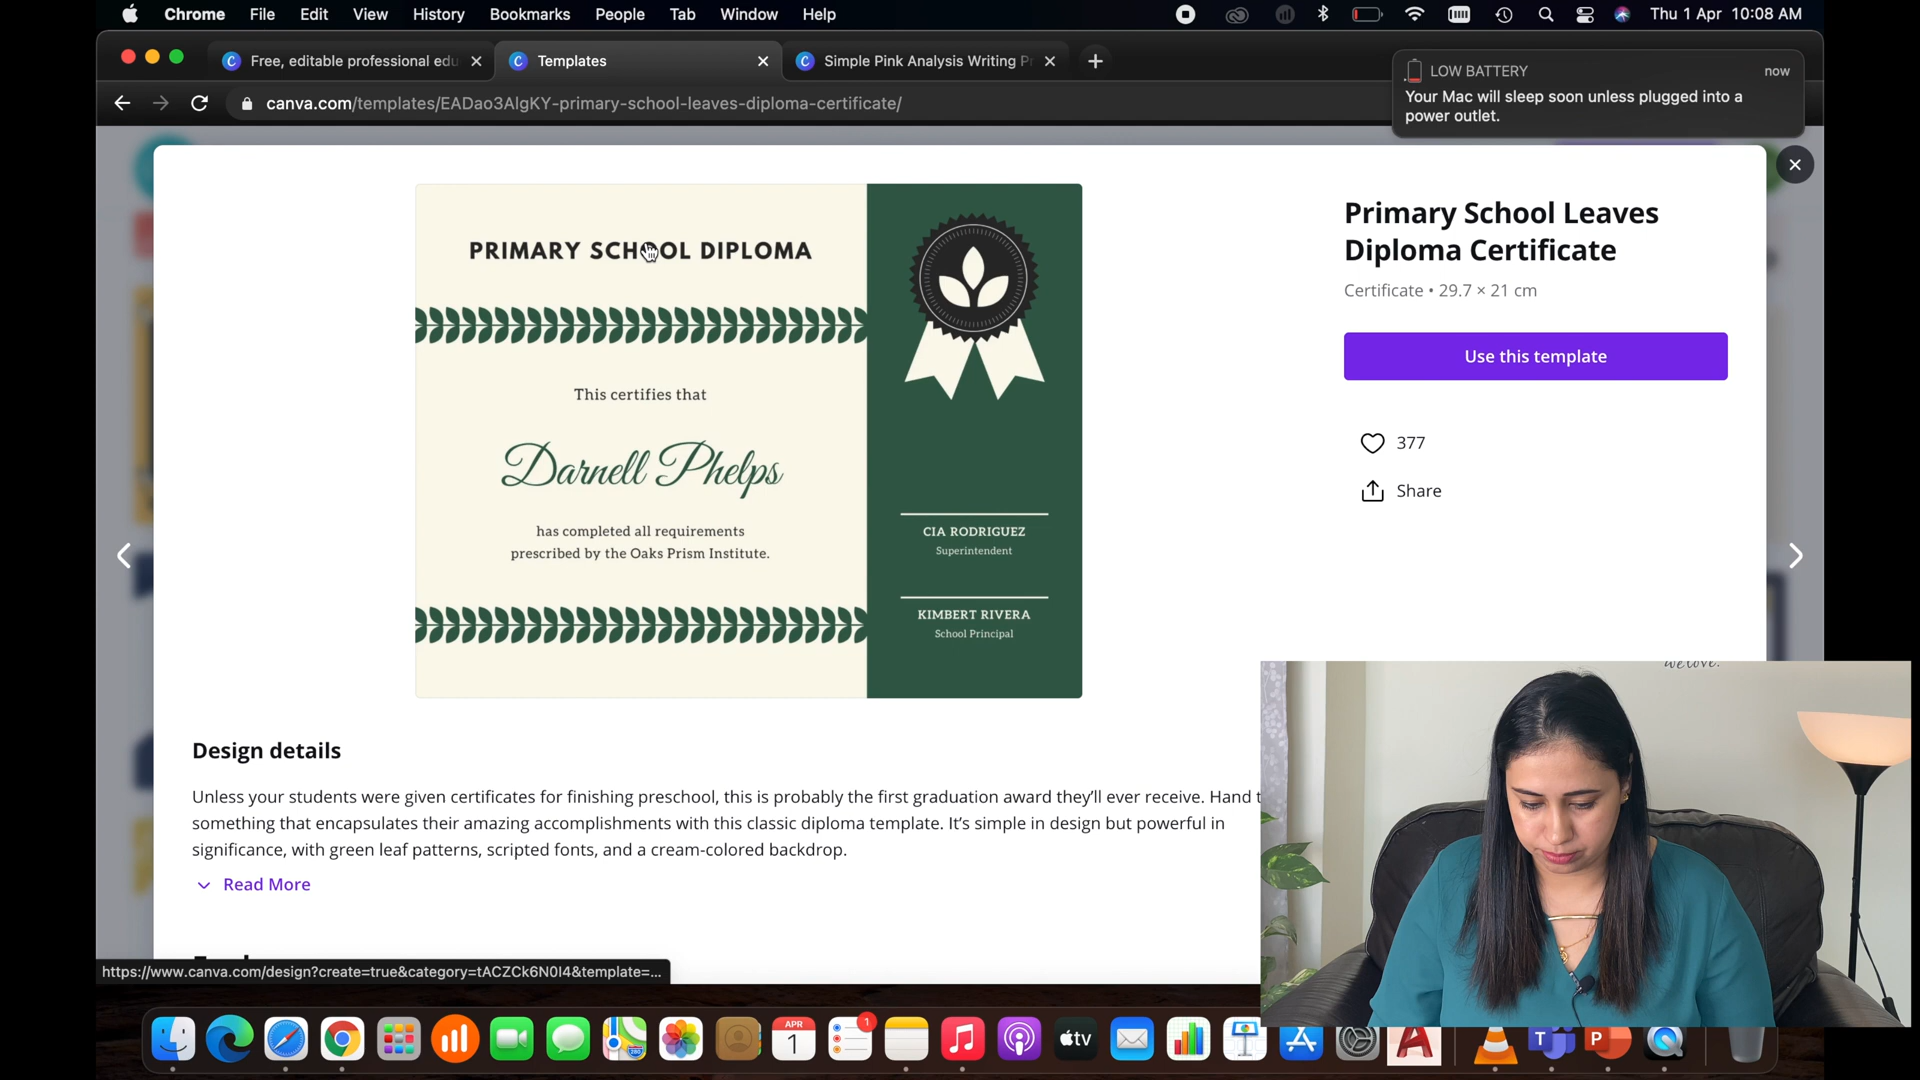 Chrome File Edit View History Bookmarks People Tab Window Help
Thu 1 Apr 10:08 AM
Free, editable professional edu
Templates
Simple Pink Analysis Writing Pr
canva.com/templates/EADao3AlgKY-primary-school-leaves-diploma-certificate/
LOW BATTERY
now
Your Mac will sleep soon unless plugged into a
power outlet.
PRIMARY SCHOOL DIPLOMA
This certifies that
Darnell Phelps
has completed all requirements
prescribed by the Oaks Prism Institute.
CIA RODRIGUEZ
Superintendent
KIMBERT RIVERA
School Principal
Primary School Leaves
Diploma Certificate
Certificate • 29.7 × 21 cm
Use this template
377
Share
we love.
Design details
Unless your students were given certificates for finishing preschool, this is probably the first graduation award they'll ever receive. Hand t
something that encapsulates their amazing accomplishments with this classic diploma template. It's simple in design but powerful in
significance, with green leaf patterns, scripted fonts, and a cream-colored backdrop.
Read More
https://www.canva.com/design?create=true&category=tACZCk6N0I4&template=...
APR
1
1
tv